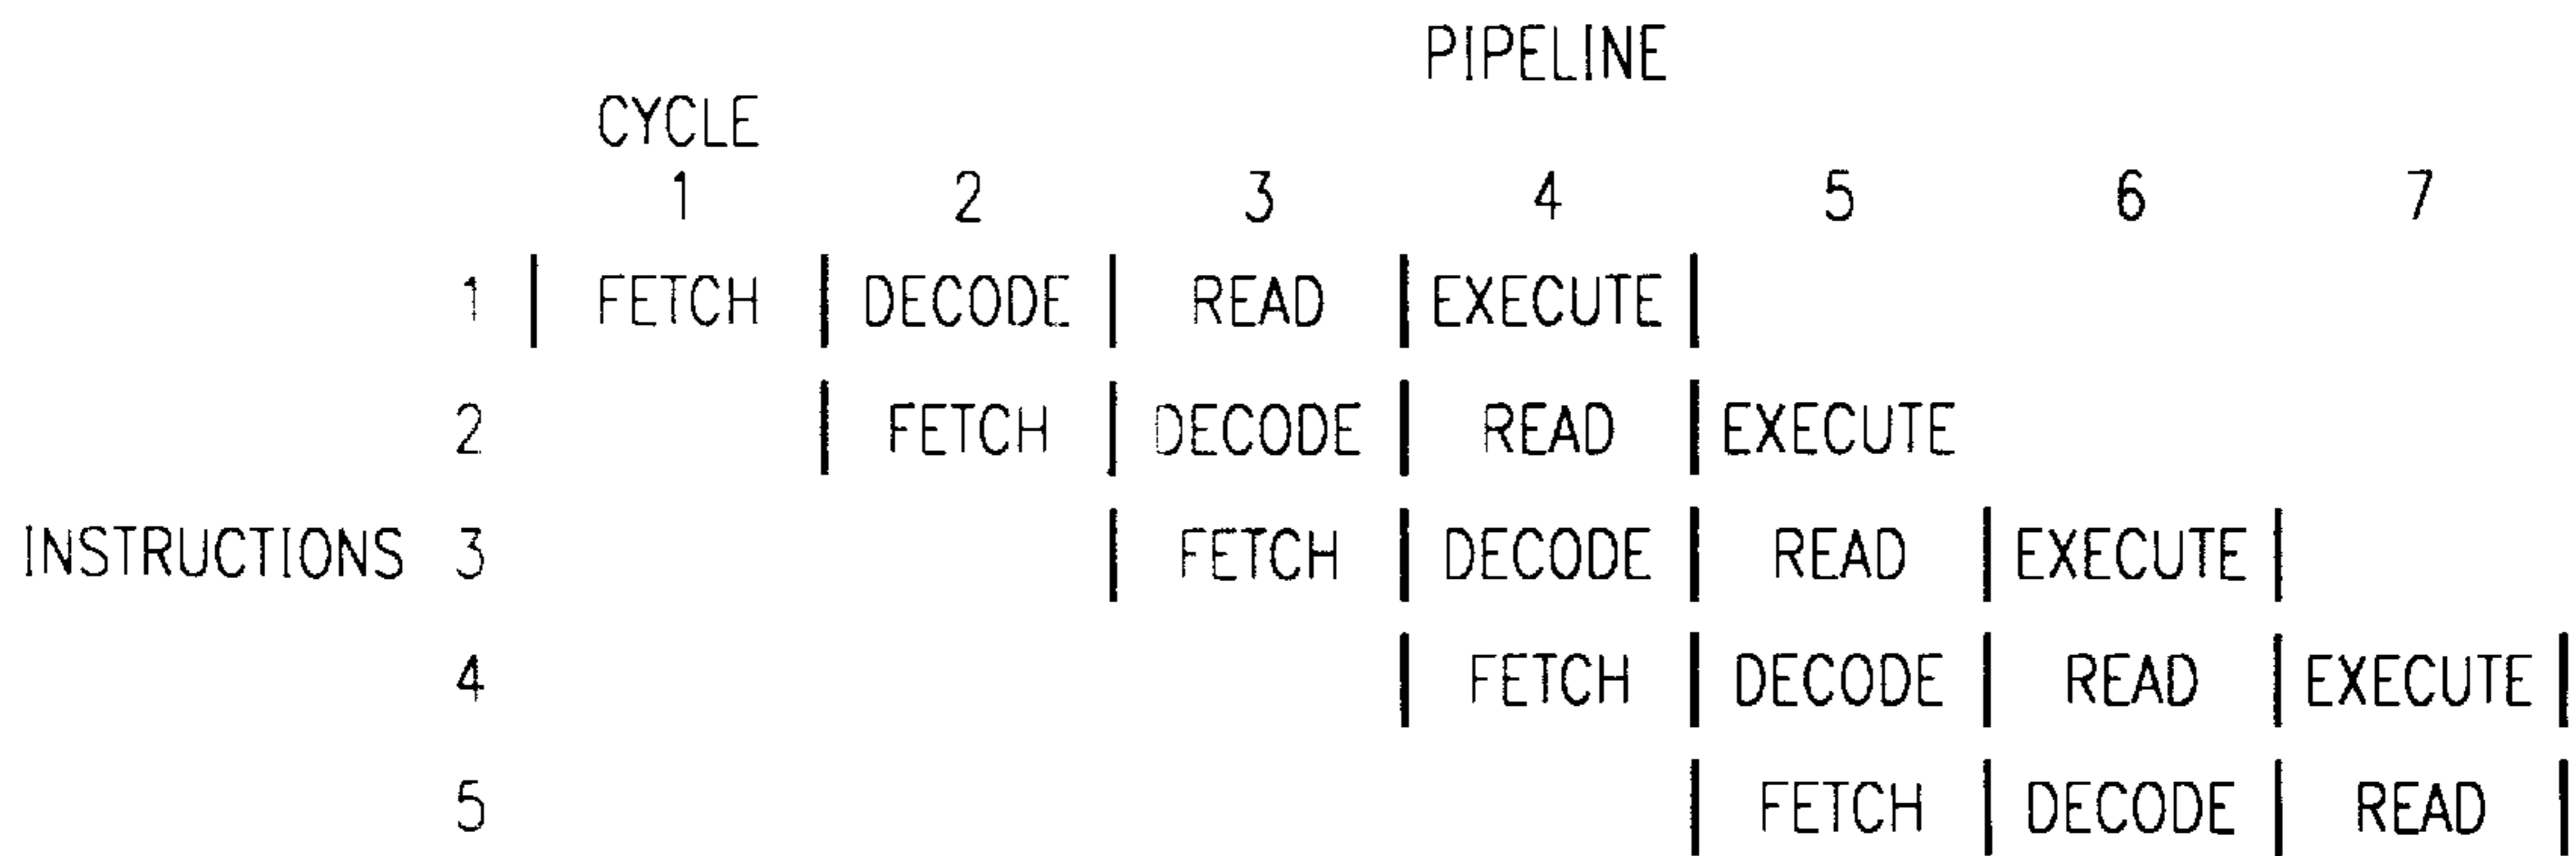 PIPELINE
CYCLE
1 2 3 4 5 6 7
1 | FETCH | DECODE | READ | EXECUTE |
2 | FETCH | DECODE | READ | EXECUTE
INSTRUCTIONS 3 | FETCH | DECODE | READ | EXECUTE |
4 | FETCH | DECODE | READ | EXECUTE |
5 | FETCH | DECODE | READ |